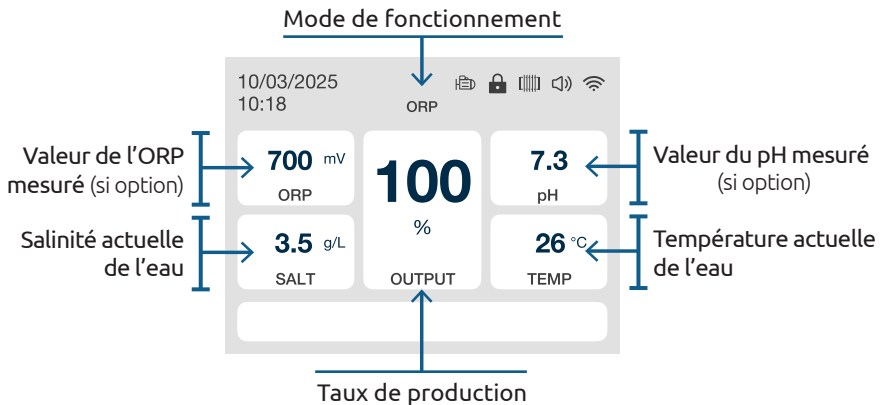 Mode de fonctionnement
10/03/2025
10:18
ORP
Valeur de l'ORP
mesuré (si option)
700 mV
ORP
100
%
OUTPUT
7.3
pH
Valeur du pH mesuré
(si option)
Salinité actuelle
de l'eau
3.5 g/L
SALT
26 °C
TEMP
Température actuelle
de l'eau
Taux de production